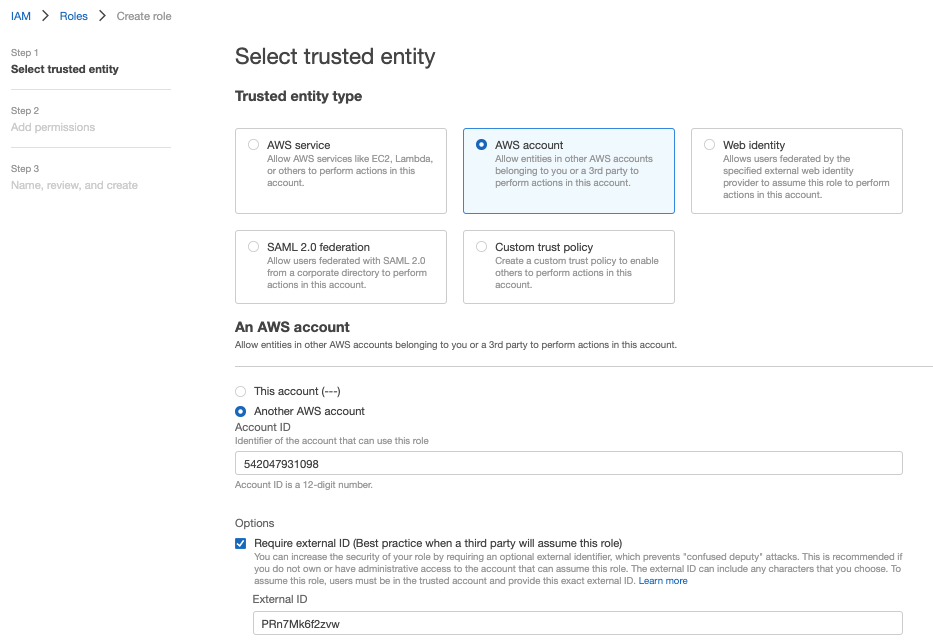 IAM > Roles > Create role
Step 1
Select trusted entity
Step 2
Add permissions
Step 3
Name, review, and create
Select trusted entity
Trusted entity type
AWS service
Allow AWS services like EC2, Lambda,
or others to perform actions in this
account.
AWS account
Allow entities in other AWS accounts
belonging to you or a 3rd party to
perform actions in this account.
Web identity
Allows users federated by the
specified external web identity
provider to assume this role to perform
actions in this account.
SAML 2.0 federation
Allow users federated with SAML 2.0
from a corporate directory to perform
actions in this account.
Custom trust policy
Create a custom trust policy to enable
others to perform actions in this
account.
An AWS account
Allow entities in other AWS accounts belonging to you or a 3rd party to perform actions in this account.
This account (---)
Another AWS account
Account ID
Identifier of the account that can use this role
542047931098
Account ID is a 12-digit number.
Options
Require external ID (Best practice when a third party will assume this role)
You can increase the security of your role by requiring an optional external identifier, which prevents "confused deputy" attacks. This is recommended if
you do not own or have administrative access to the account that can assume this role. The external ID can include any characters that you choose. To
assume this role, users must be in the trusted account and provide this exact external ID. Learn more
External ID
PRn7Mk6f2zvw